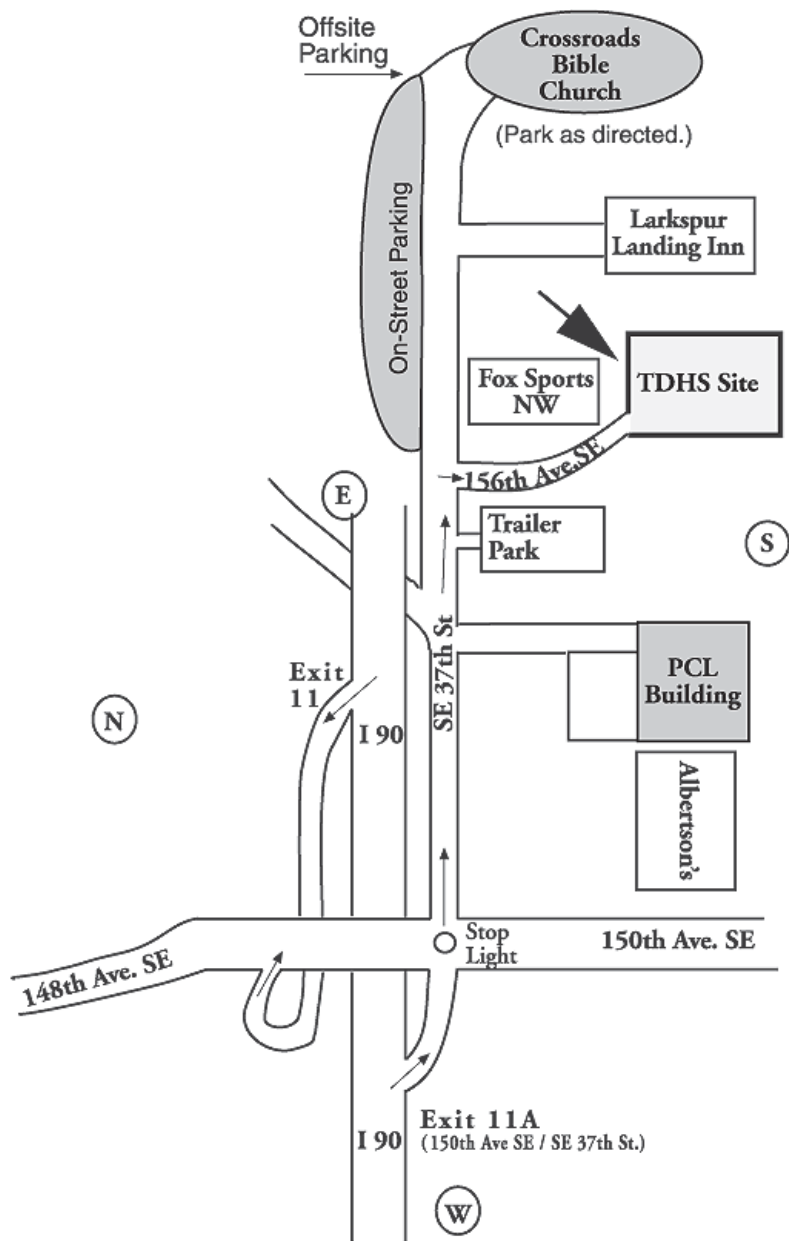 Offsite
Parking
Crossroads
Bible
Church
(Park as directed.)
On-Street Parking
Larkspur
Landing Inn
Fox Sports
NW
TDHS Site
156th Ave.SE
E
Trailer
Park
S
SE 37th St
Exit
11
PCL
Building
N
I 90
Albertson's
Stop
Light
150th Ave. SE
148th Ave. SE
Exit 11A
(150th Ave SE / SE 37th St.)
I 90
W